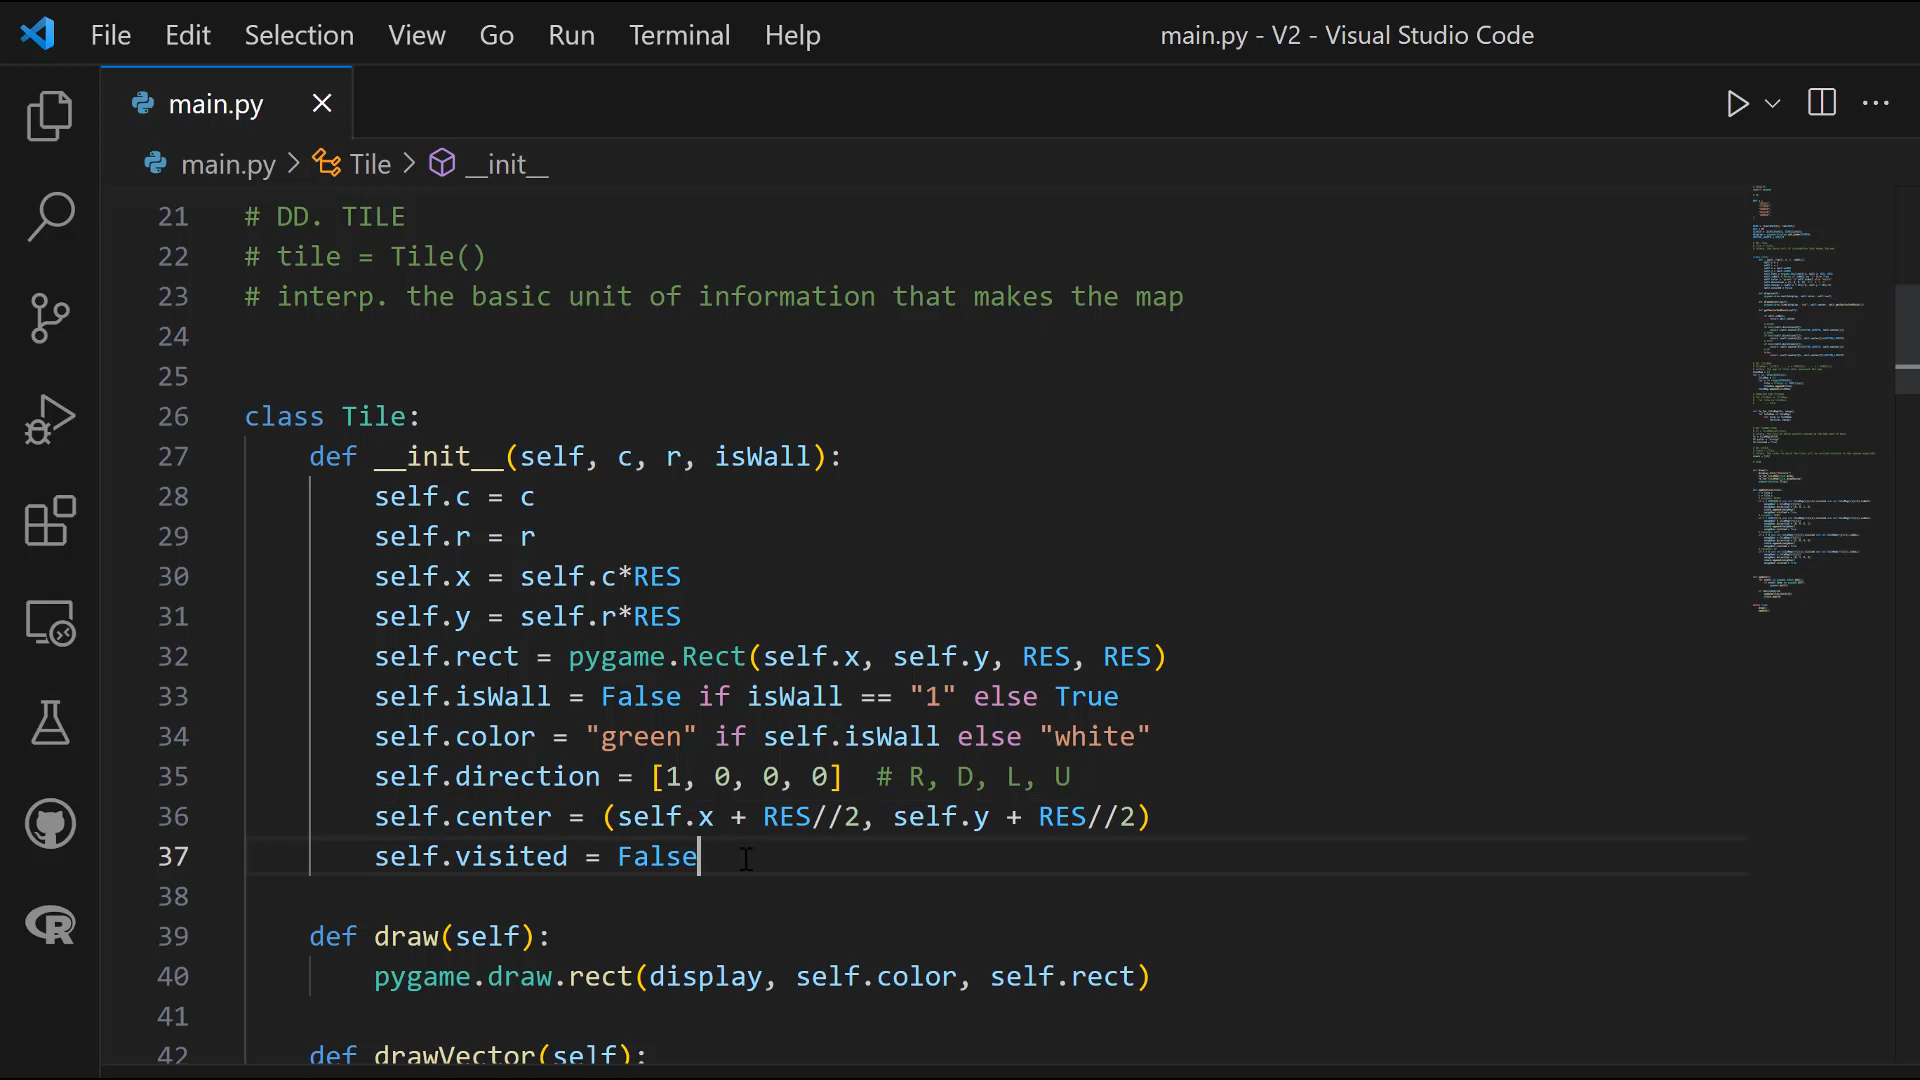 File Edit Selection View Go Run Terminal Help main.py - V2 - Visual Studio Code
main.py
main.py > Tile > __init__
21 # DD. TILE
22 # tile = Tile()
23 # interp. the basic unit of information that makes the map
24
25
26 class Tile:
27 def __init__(self, c, r, isWall):
28 self.c = c
29 self.r = r
30 self.x = self.c*RES
31 self.y = self.r*RES
32 self.rect = pygame.Rect(self.x, self.y, RES, RES)
33 self.isWall = False if isWall == "1" else True
34 self.color = "green" if self.isWall else "white"
35 self.direction = [1, 0, 0, 0] # R, D, L, U
36 self.center = (self.x + RES//2, self.y + RES//2)
37 self.visited = False
38
39 def draw(self):
40 pygame.draw.rect(display, self.color, self.rect)
41
42 def drawVector(self):